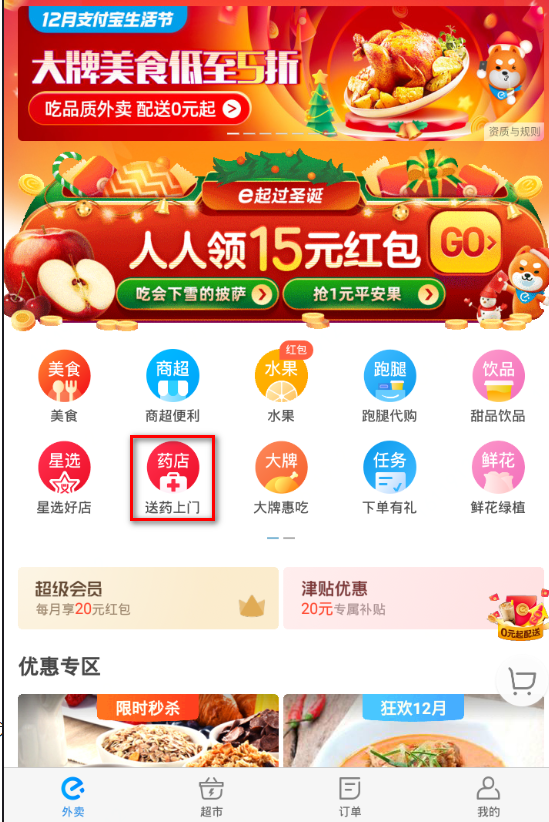 12月支付宝生活节
大牌美食低至5折
吃品质外卖 配送0元起
资质与规则
e起过圣诞
人人领15元红包
GO
吃会下雪的披萨
抢1元平安果
红包
美食
商超
水果
跑腿
饮品
美食
商超便利
水果
跑腿代购
甜品饮品
星选
药店
大牌
任务
鲜花
星选好店
送药上门
大牌惠吃
下单有礼
鲜花绿植
超级会员
每月享20元红包
津贴优惠
20元专属补贴
0元起配送
优惠专区
限时秒杀
狂欢12月
外卖
超市
订单
我的